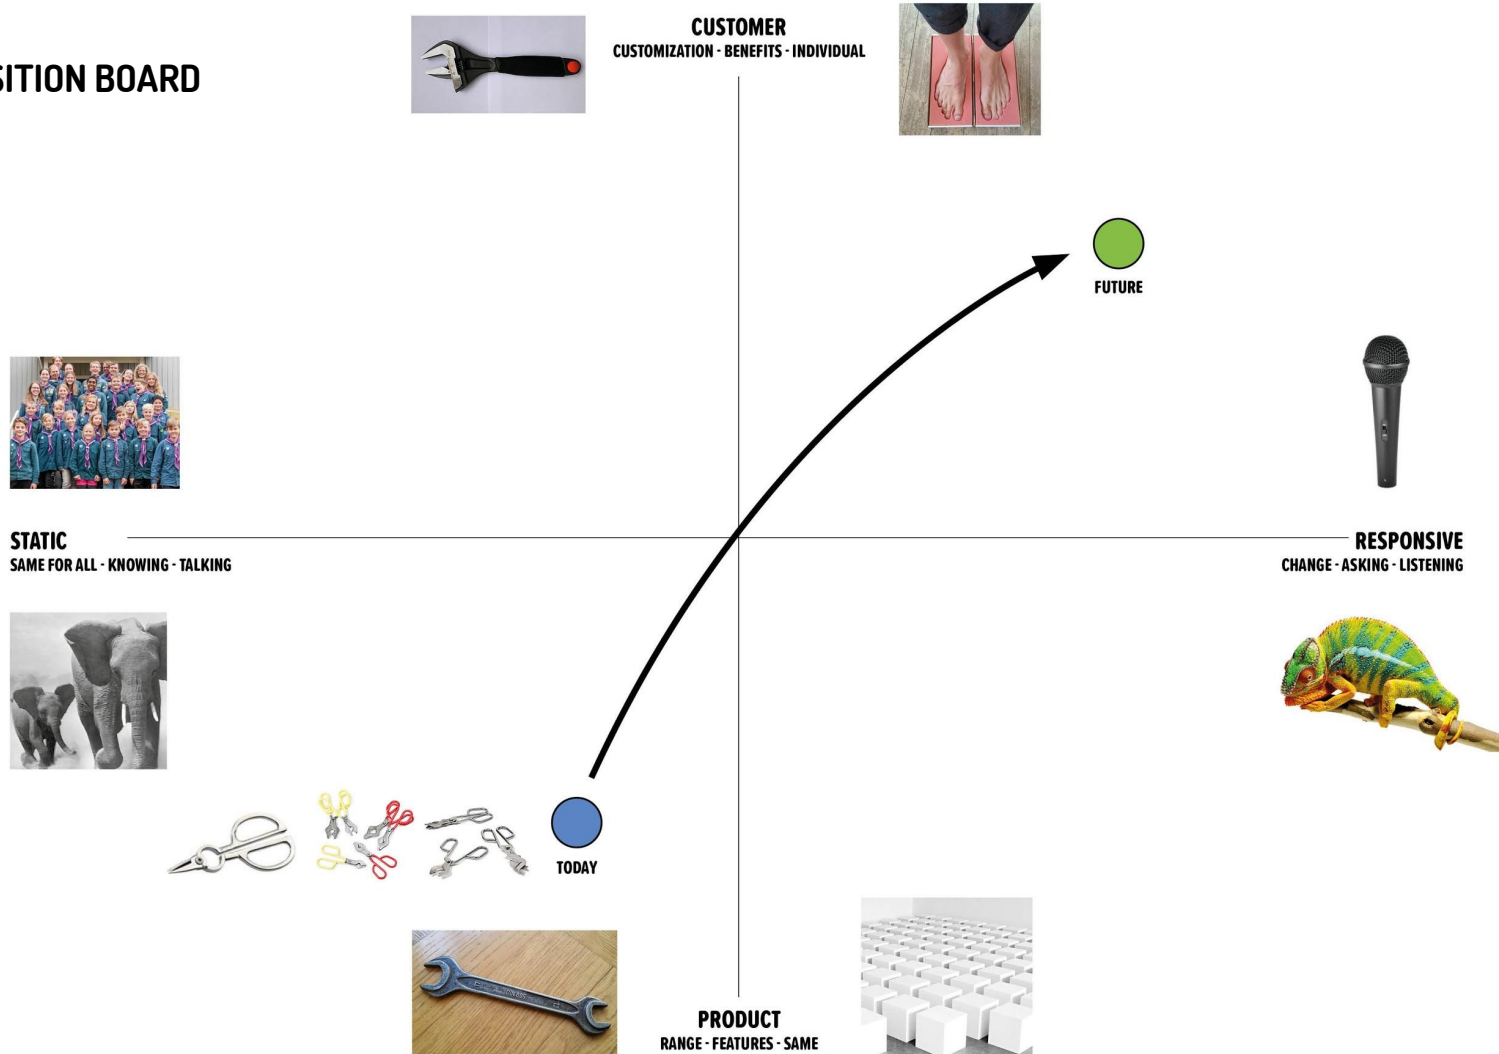 CUSTOMER
CUSTOMIZATION - BENEFITS - INDIVIDUAL
SITION BOARD
FUTURE
STATIC
SAME FOR ALL - KNOWING - TALKING
RESPONSIVE
CHANGE - ASKING - LISTENING
TODAY
PRODUCT
RANGE - FEATURES - SAME